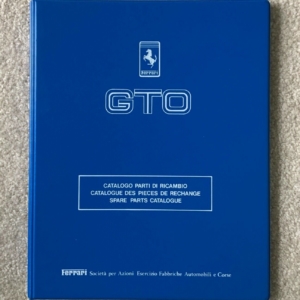 Ferrari
GTO
CATALOGO PARTI DI RICAMBIO
CATALOGUE DES PIECES DE RECHANGE
SPARE PARTS CATALOGUE
Ferrari Società per Azioni Esercizio Fabbriche Automobili e Corse